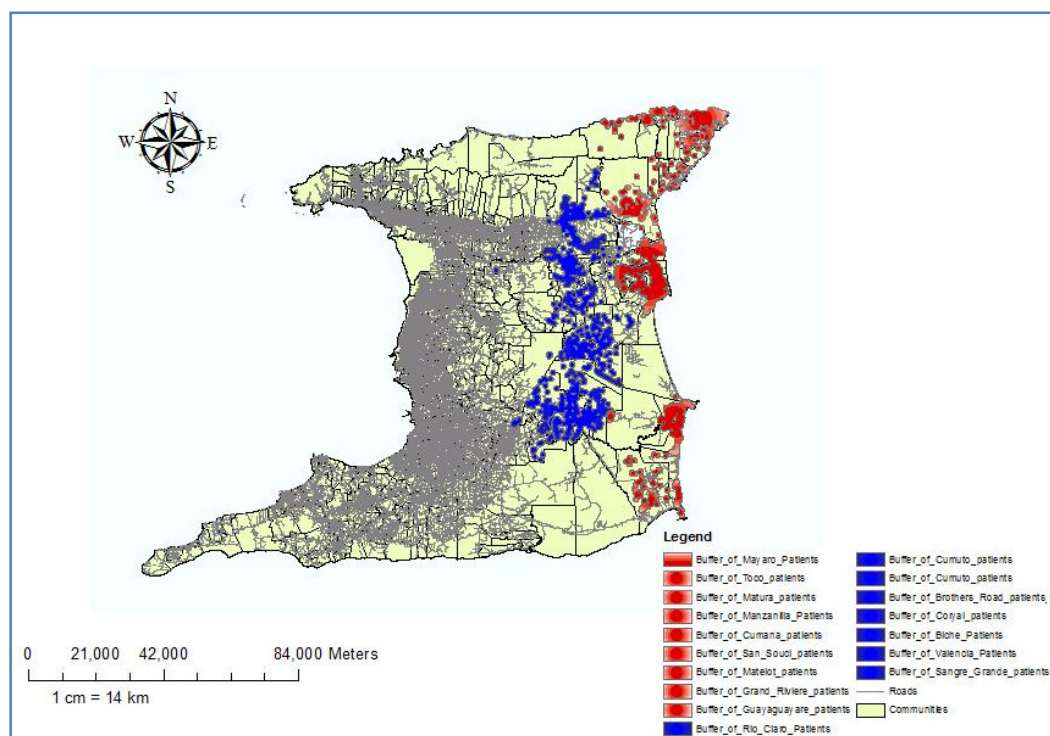 N
W E
S
Legend
Buffer_of_Mayaro_Patients
Buffer_of_Toco_patients
Buffer_of_Matura_patients
Buffer_of_Manzanilla_Patients
Buffer_of_Cumana_patients
Buffer_of_San_Souci_patients
Buffer_of_Matelot_patients
Buffer_of_Grand_Riviere_patients
Buffer_of_Guayaguayare_patients
Buffer_of_Rio_Claro_Patients
Buffer_of_Cumuto_patients
Buffer_of_Cumuto_patients
Buffer_of_Brothers_Road_patients
Buffer_of_Coryal_patients
Buffer_of_Biche_Patients
Buffer_of_Valencia_Patients
Buffer_of_Sangre_Grande_patients
Roads
Communities
0 21,000 42,000 84,000 Meters
1 cm = 14 km